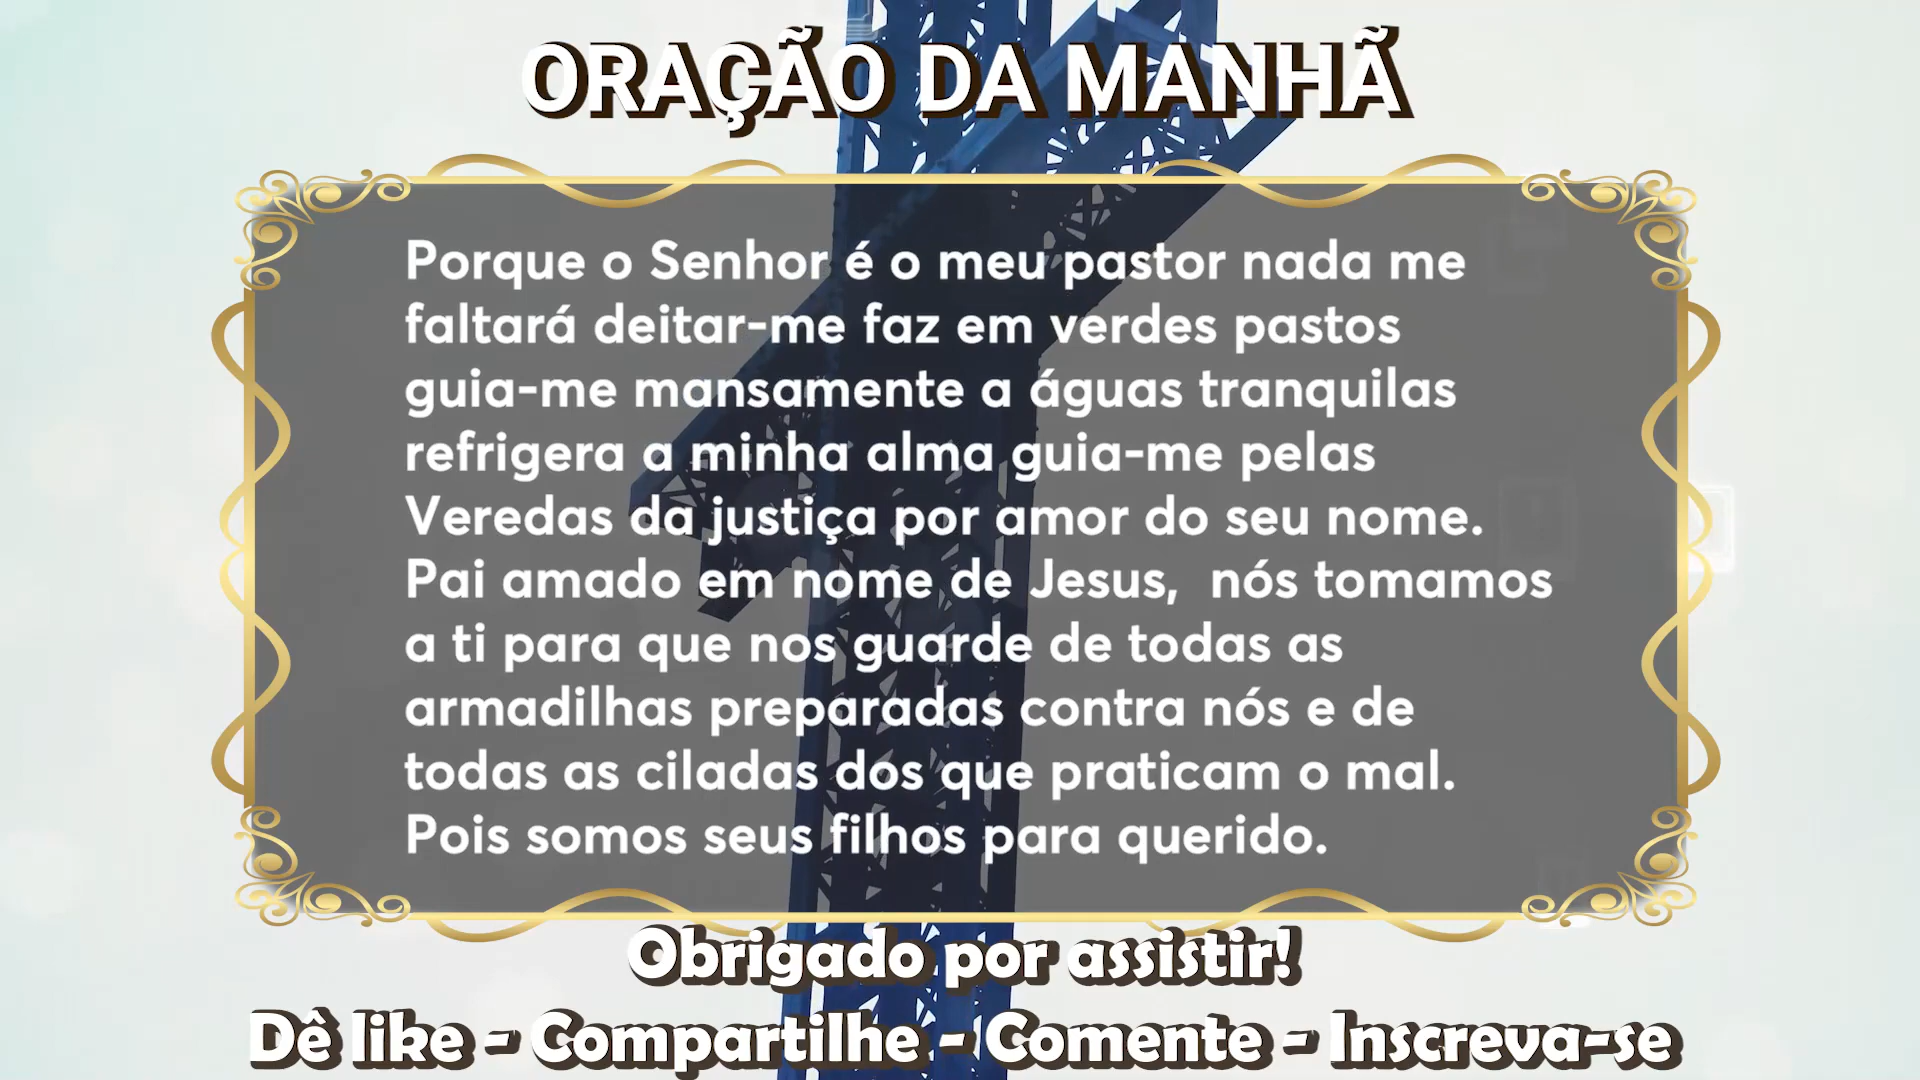 ORAÇÃO DA MANHÃ
Porque o Senhor é o meu pastor nada me
faltará deitar-me faz em verdes pastos
guia-me mansamente a águas tranquilas
refrigera a minha alma guia-me pelas
Veredas da justiça por amor do seu nome.
Pai amado em nome de Jesus,  nós tomamos
a ti para que nos guarde de todas as
armadilhas preparadas contra nós e de
todas as ciladas dos que praticam o mal.
Pois somos seus filhos para querido.
Obrigado por assistir!
Dê like - Compartilhe - Comente - Inscreva-se